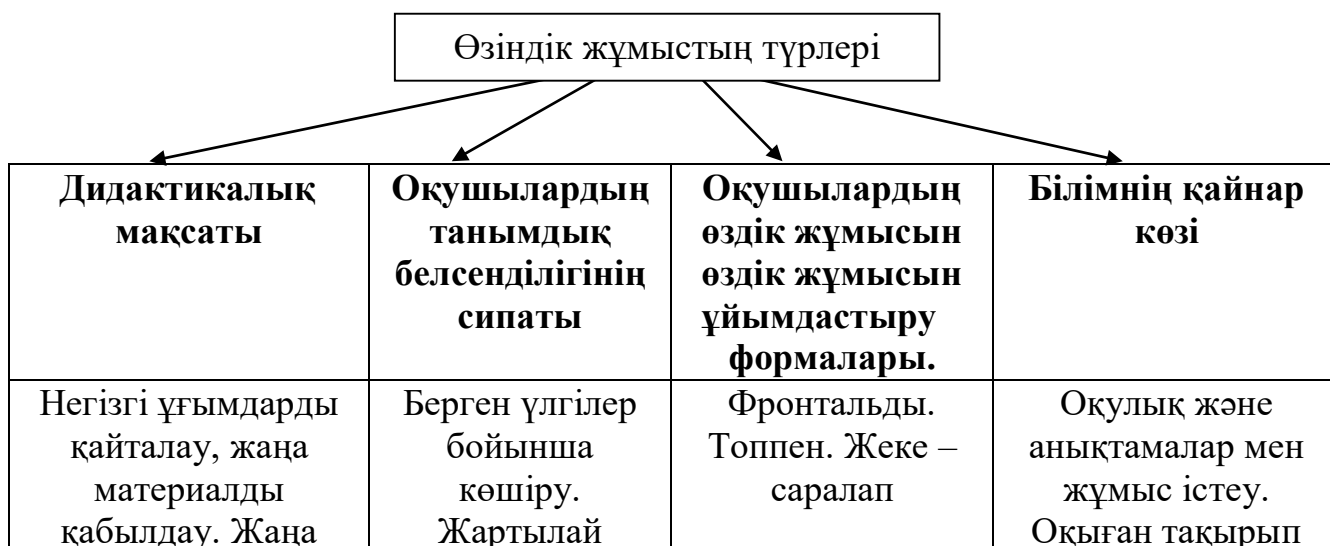 Өзіндік жұмыстың түрлері
Дидактикалық
мақсаты
Оқушылардың
танымдық
белсенділігінің
сипаты
Оқушылардың
өздік жұмысын
өздік жұмысын
ұйымдастыру
формалары.
Білімнің қайнар
көзі
Негізгі ұғымдарды
қайталау, жаңа
материалды
қабылдау. Жаңа
Берген үлгілер
бойынша
көшіру.
Жартылай
Фронтальды.
Топпен. Жеке –
саралап
Оқулық және
анықтамалар мен
жұмыс істеу.
Оқыған тақырып